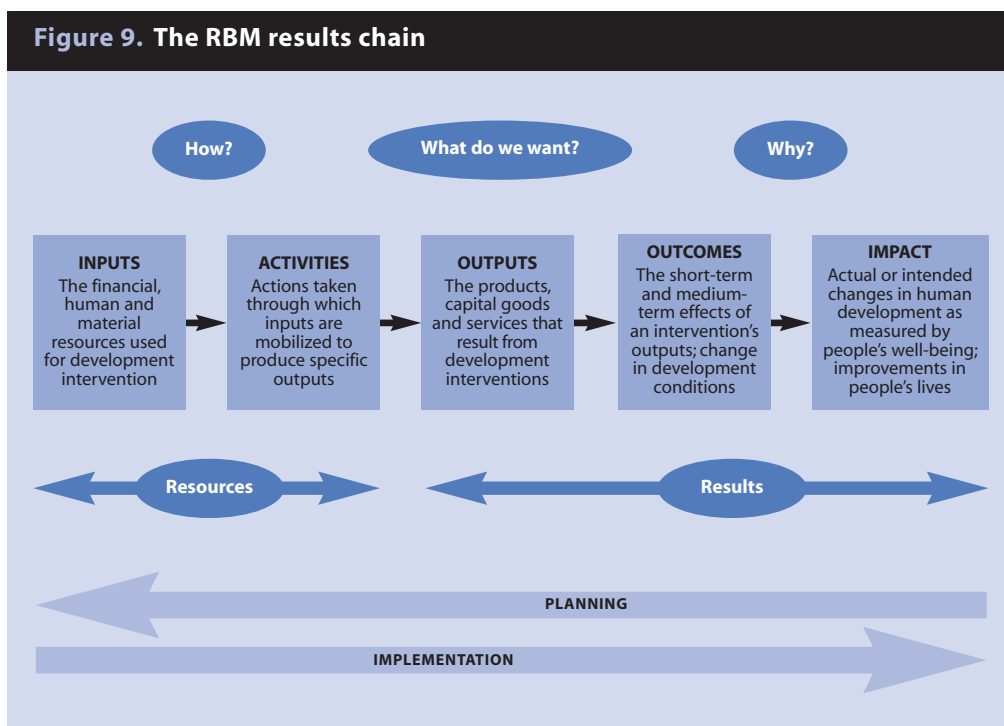 Figure 9. The RBM results chain
How?
What do we want?
Why?
INPUTS
The financial,
human and
material
resources used
for development
intervention
ACTIVITIES
Actions taken
through which
inputs are
mobilized to
produce specific
outputs
OUTPUTS
The products,
capital goods
and services that
result from
development
interventions
OUTCOMES
The short-term
and medium-
term effects of
an intervention’s
outputs; change
in development
conditions
IMPACT
Actual or intended
changes in human
development as
measured by
people’s well-being;
improvements in
people’s lives
Resources
Results
PLANNING
IMPLEMENTATION